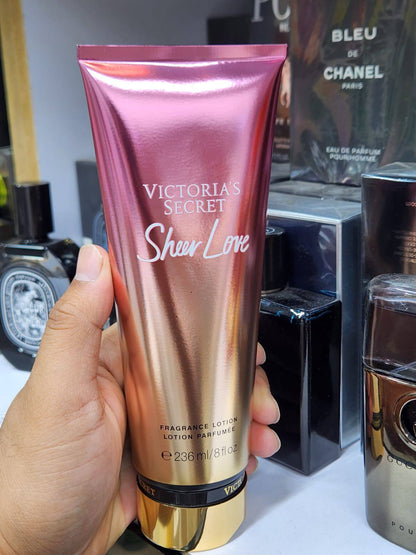 VICTORIA'S
SECRET
Sheer Love
FRAGRANCE LOTION
LOTION PARFUMÉE
℮ 236 ml/8 fl oz
BLEU
DE
CHANEL
PARIS
EAU DE PARFUM
POUR HOMME